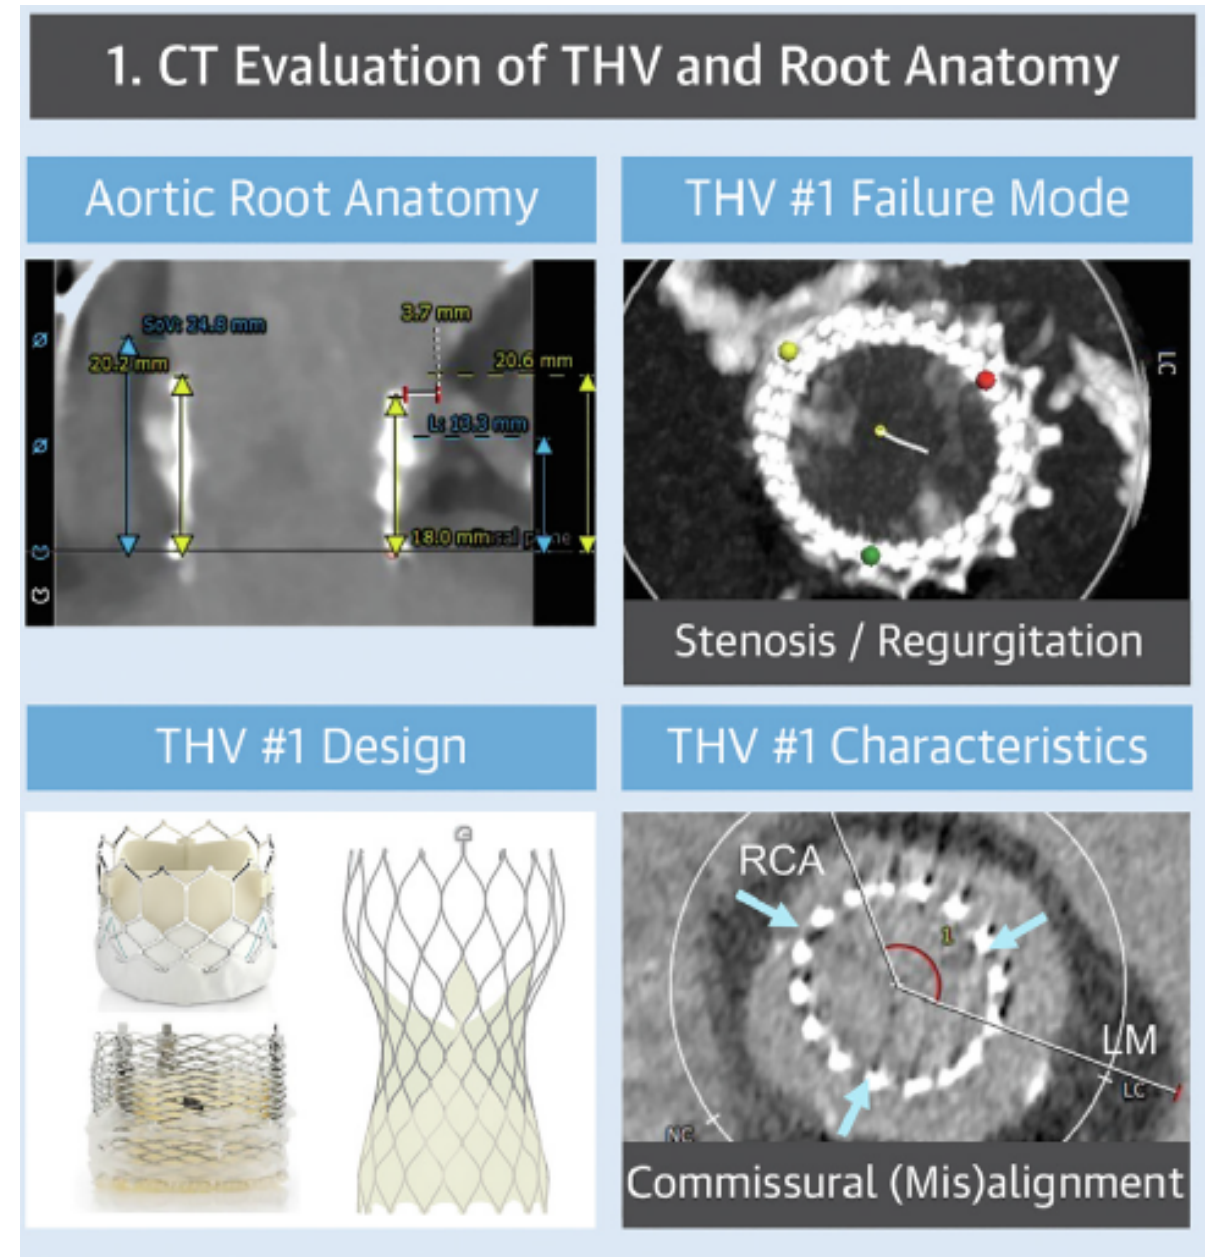 1. CT Evaluation of THV and Root Anatomy
Aortic Root Anatomy
THV #1 Failure Mode
SoV: 24.8 mm
3.7 mm
20.2 mm
20.6 mm
L: 13.3 mm
18.0 mm
plane
LC
Stenosis / Regurgitation
THV #1 Design
THV #1 Characteristics
RCA
1
LM
LC
NC
Commissural (Mis)alignment